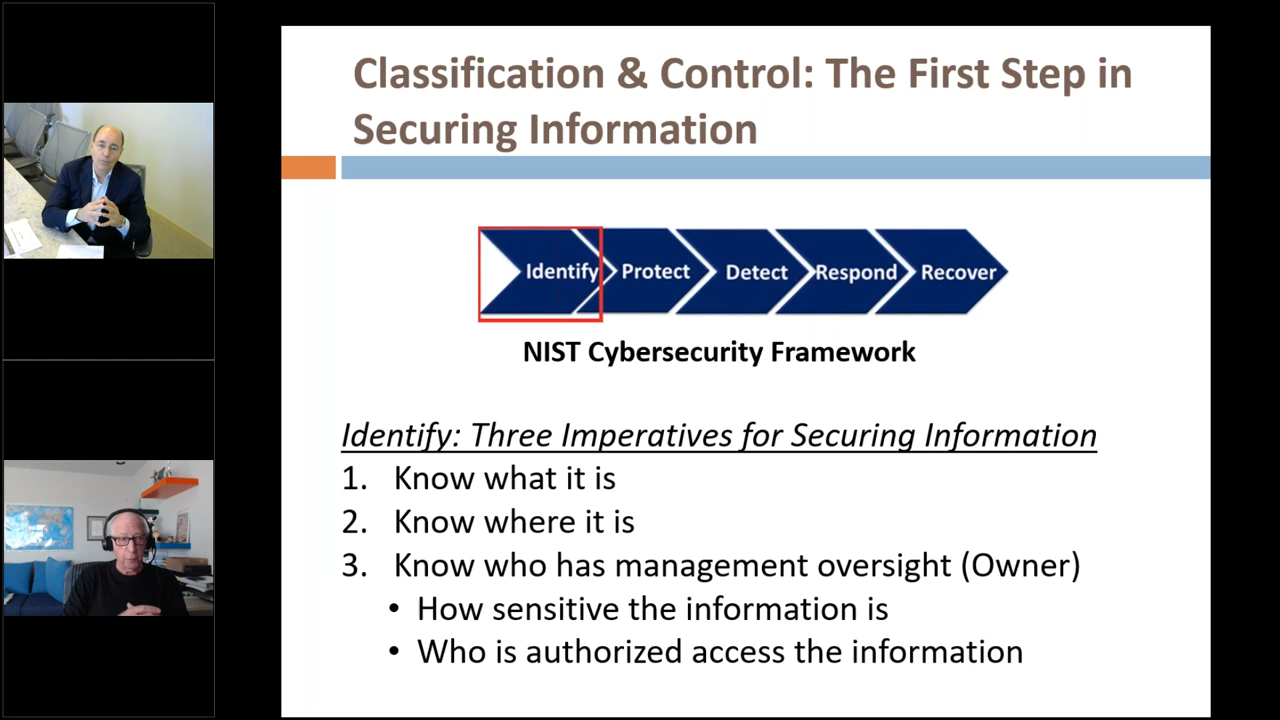 Classification & Control: The First Step in
Securing Information
Identify
Protect
Detect
Respond
Recover
NIST Cybersecurity Framework
Identify: Three Imperatives for Securing Information
1. Know what it is
2. Know where it is
3. Know who has management oversight (Owner)
• How sensitive the information is
• Who is authorized access the information